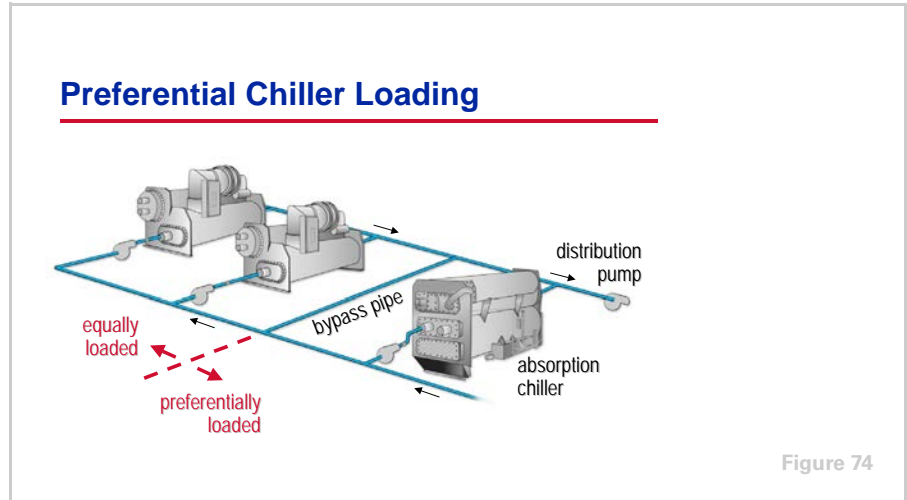 Preferential Chiller Loading
distribution
pump
bypass pipe
equally
loaded
absorption
chiller
preferentially
loaded
Figure 74